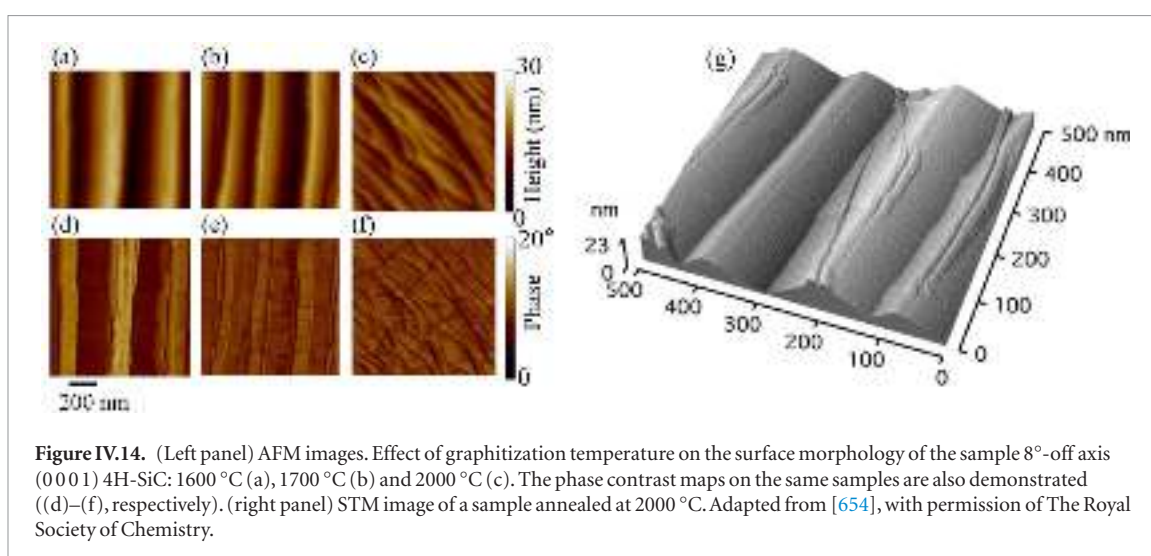 (a)
(b)
(c)
30
Height (nm)
0
(d)
(e)
(f)
20°
Phase
0
200 nm
(g)
500 nm
400
300
200
100
0
nm
23
0
500
400
300
200
100
0
Figure IV.14. (Left panel) AFM images. Effect of graphitization temperature on the surface morphology of the sample 8°-off axis
(0 0 0 1) 4H-SiC: 1600 °C (a), 1700 °C (b) and 2000 °C (c). The phase contrast maps on the same samples are also demonstrated
((d)–(f), respectively). (right panel) STM image of a sample annealed at 2000 °C. Adapted from [654], with permission of The Royal
Society of Chemistry.